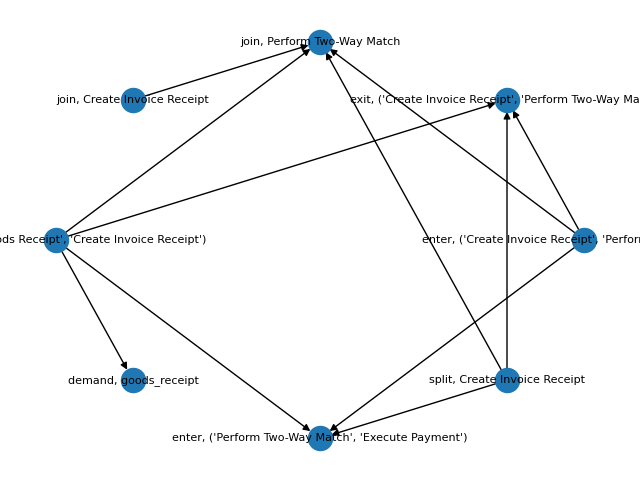 join, Perform Two-Way Match
join, Create Invoice Receipt
exit, ('Create Invoice Receipt', 'Perform Two-Way Ma
ods Receipt', 'Create Invoice Receipt')
enter, ('Create Invoice Receipt', 'Perform
demand, goods_receipt
split, Create Invoice Receipt
enter, ('Perform Two-Way Match', 'Execute Payment')